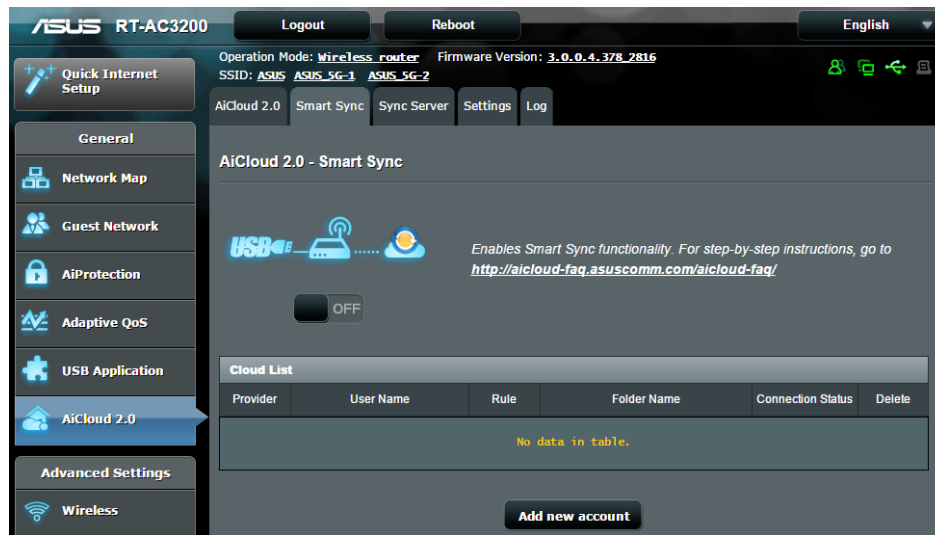 ASUS RT-AC3200 Logout Reboot English
Quick Internet Setup
General
Network Map
Guest Network
AiProtection
Adaptive QoS
USB Application
AiCloud 2.0
Advanced Settings
Wireless
Operation Mode: Wireless router Firmware Version: 3.0.0.4.378_2816
SSID: ASUS ASUS_5G-1 ASUS_5G-2
AiCloud 2.0 Smart Sync Sync Server Settings Log
AiCloud 2.0 - Smart Sync
USB
Enables Smart Sync functionality. For step-by-step instructions, go to
http://aicloud-faq.asuscomm.com/aicloud-faq/
OFF
Cloud List
Provider User Name Rule Folder Name Connection Status Delete
No data in table.
Add new account